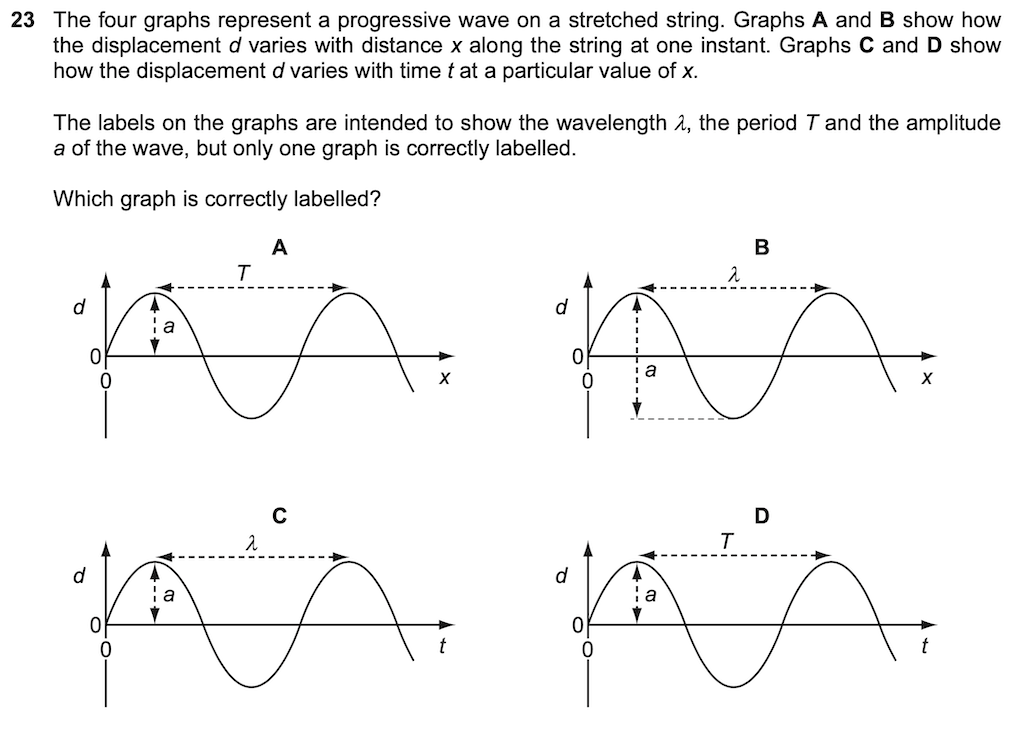 23 The four graphs represent a progressive wave on a stretched string. Graphs A and B show how
the displacement d varies with distance x along the string at one instant. Graphs C and D show
how the displacement d varies with time t at a particular value of x.
The labels on the graphs are intended to show the wavelength λ, the period T and the amplitude
a of the wave, but only one graph is correctly labelled.
Which graph is correctly labelled?
A
T
d
a
0
0
x
B
λ
d
a
0
0
x
C
λ
d
a
0
0
t
D
T
d
a
0
0
t